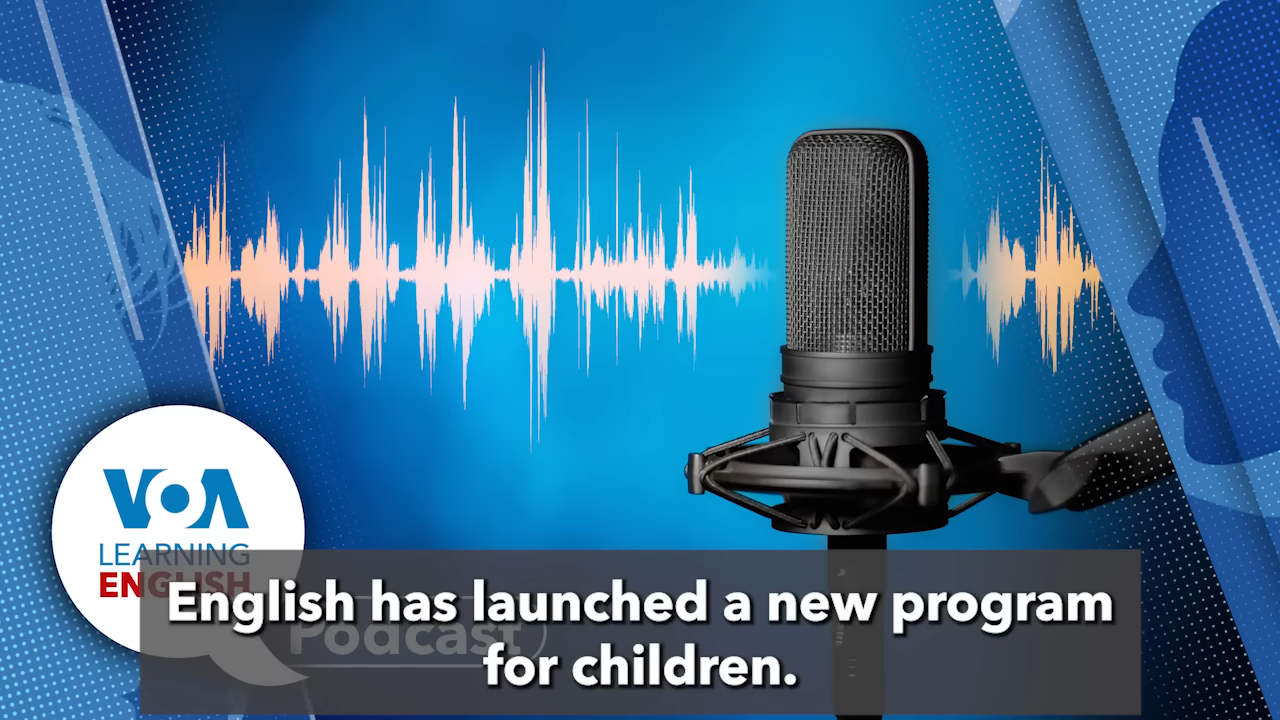 VOA
LEARNING
ENGLISH
Podcast
English has launched a new program
for children.